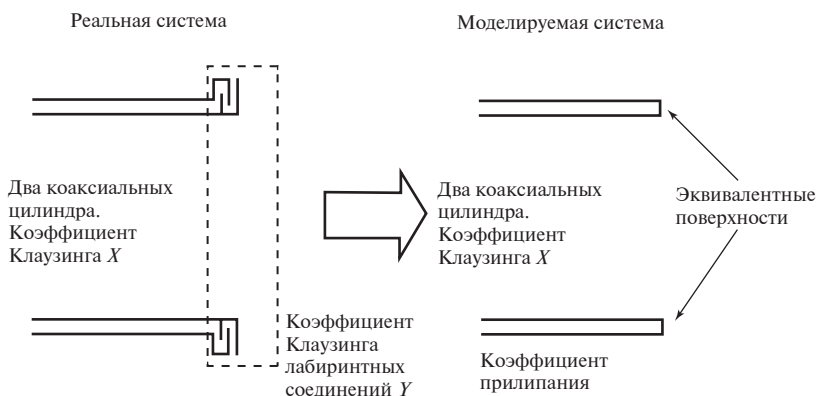 Реальная система
Моделируемая система
Два коаксиальных
цилиндра.
Коэффициент
Клаузинга X
Два коаксиальных
цилиндра.
Коэффициент
Клаузинга X
Эквивалентные
поверхности
Коэффициент
Клаузинга
лабиринтных
соединений Y
Коэффициент
прилипания